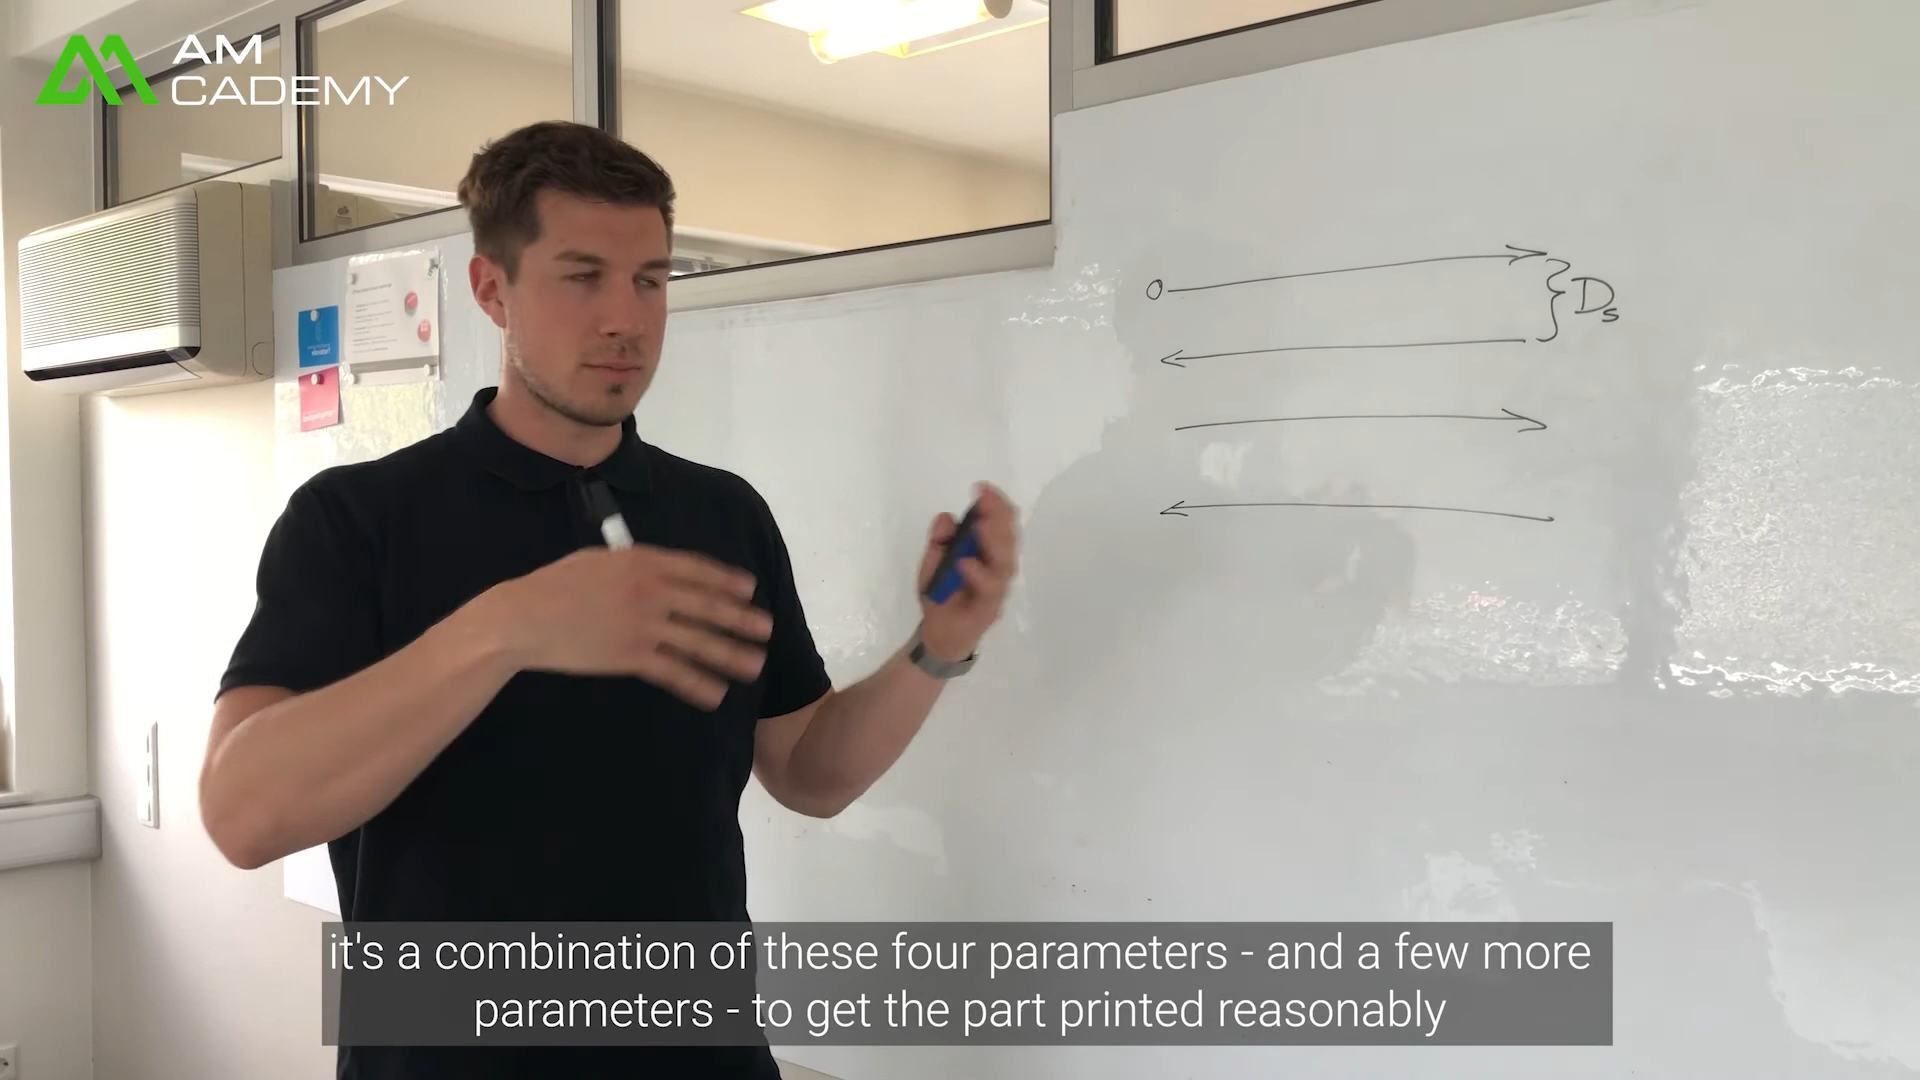 AM
CADEMY
Ds
it's a combination of these four parameters - and a few more
parameters - to get the part printed reasonably